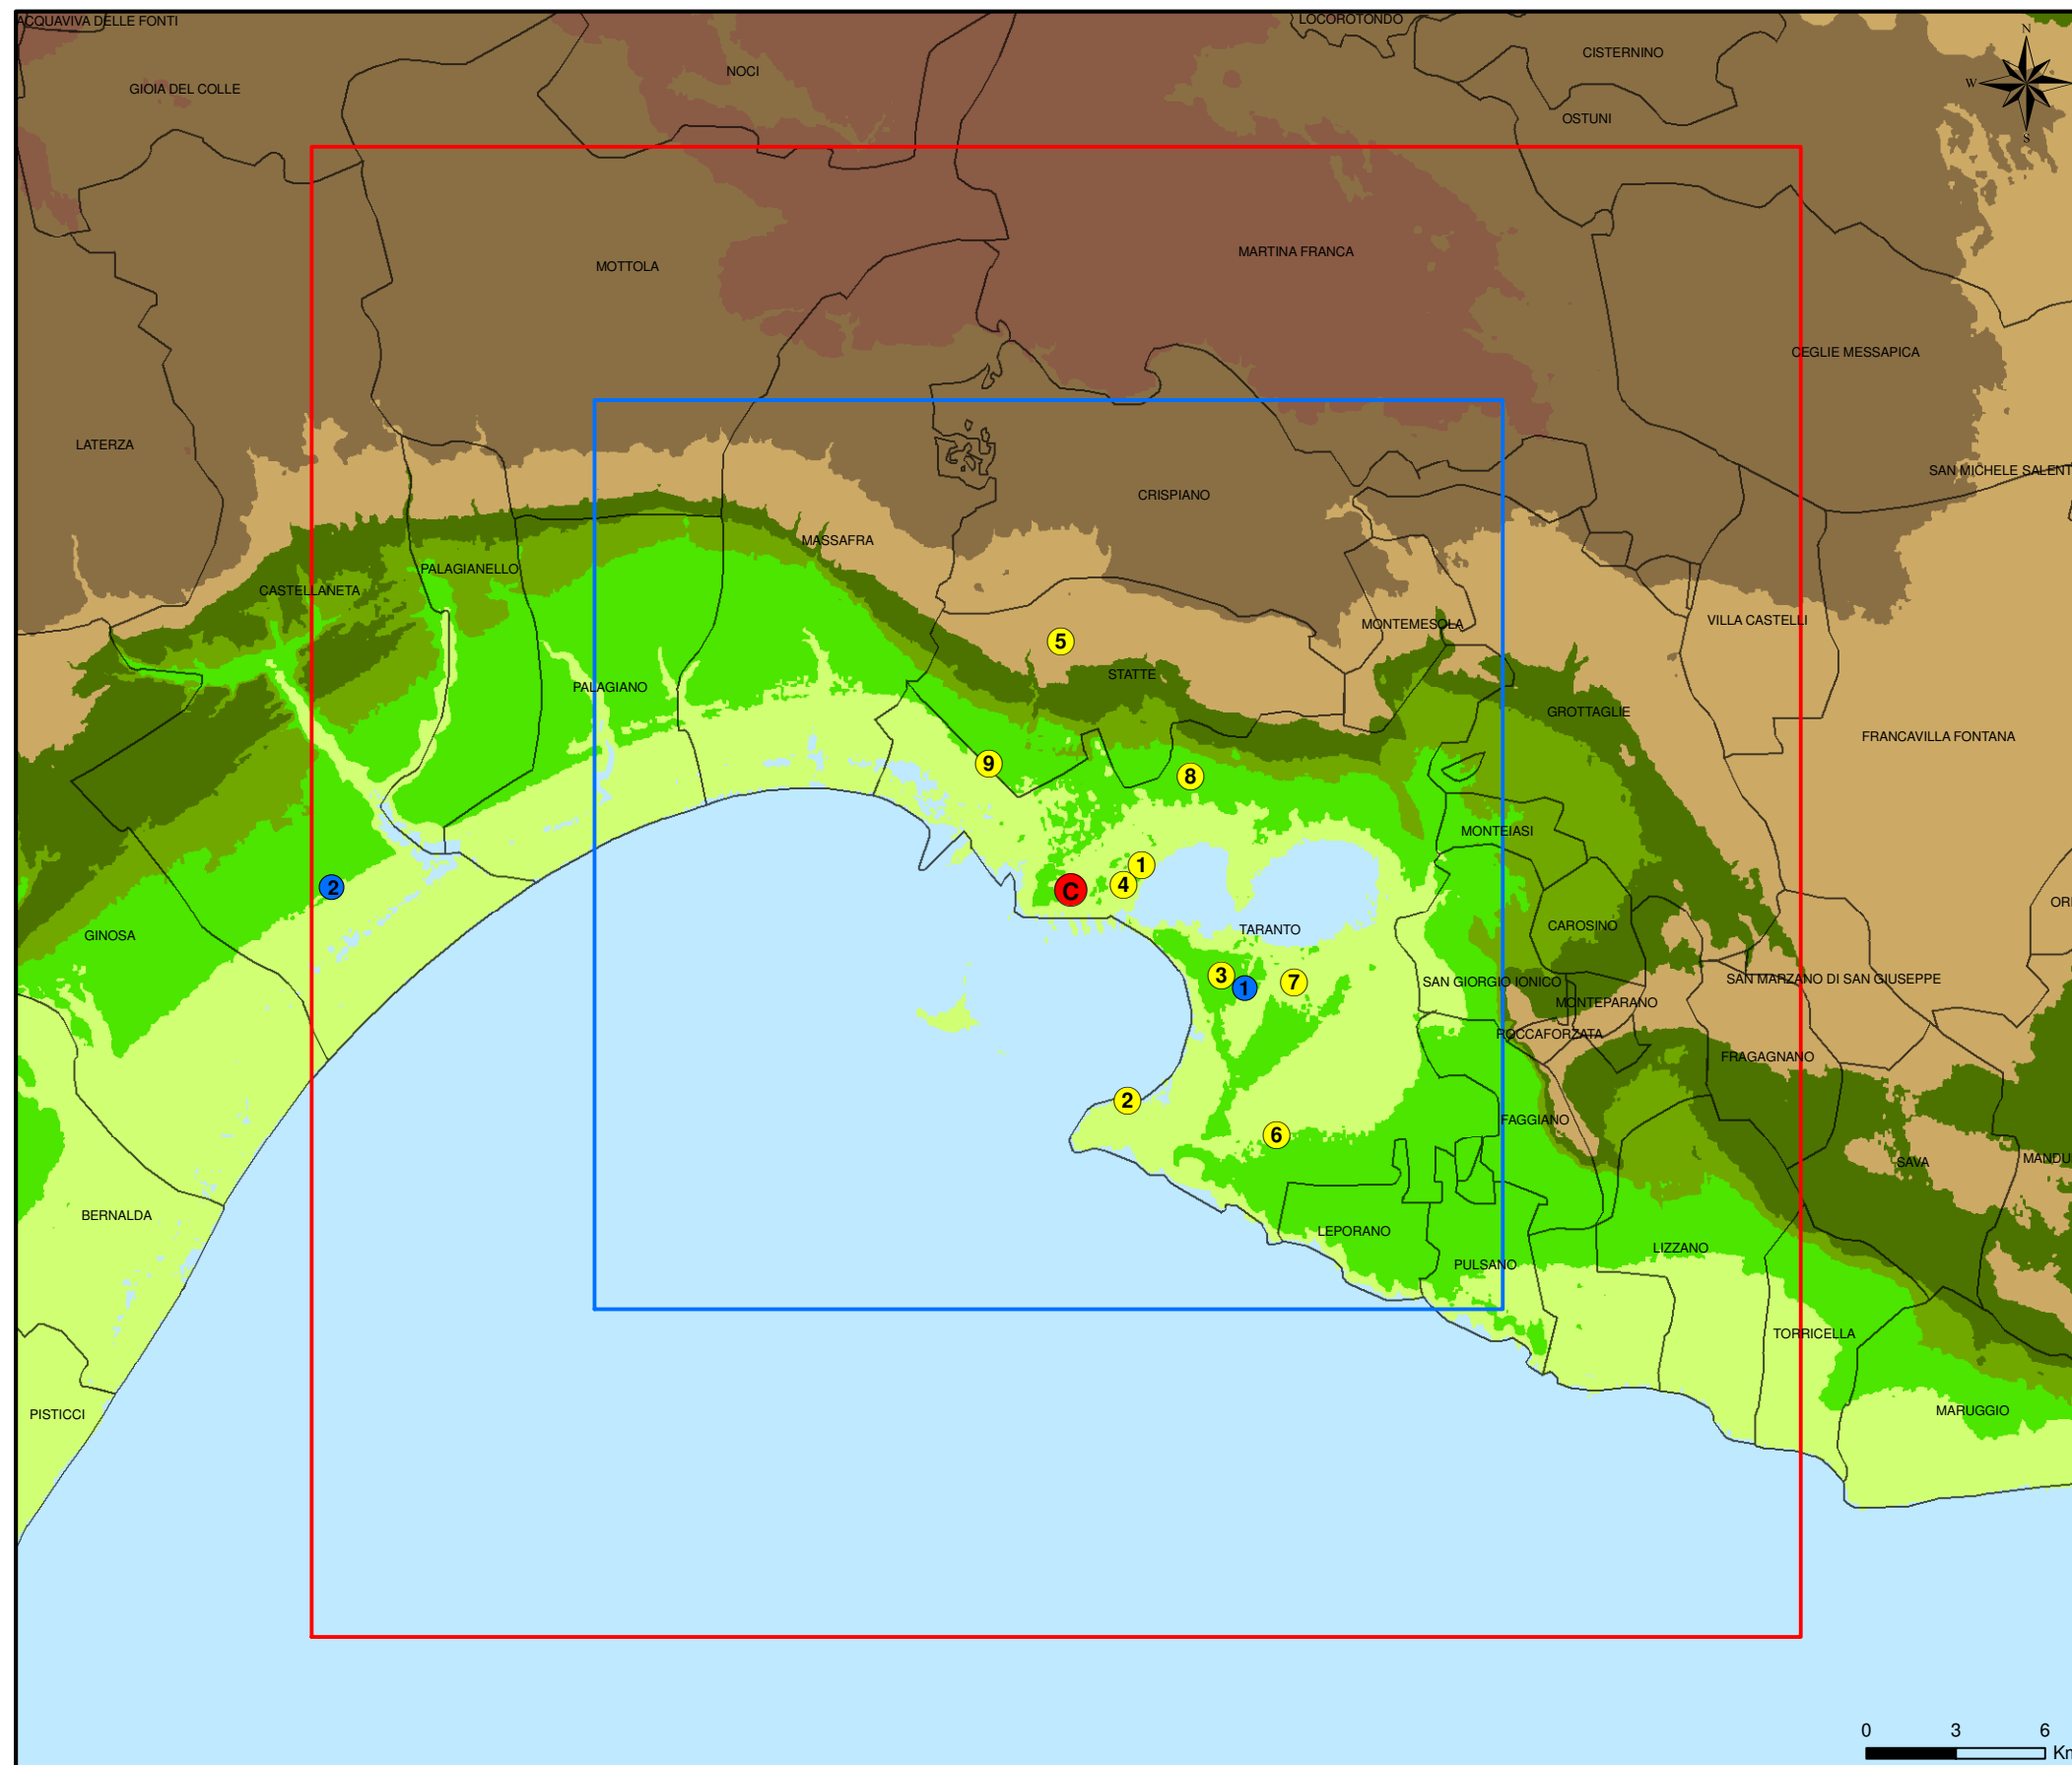 ACQUAVIVA DELLE FONTI
LOCOROTONDO
N
CISTERNINO
NOCI
W
GIOIA DEL COLLE
OSTUNI
S
MARTINA FRANCA
MOTTOLA
CEGLIE MESSAPICA
LATERZA
SAN MICHELE SALENT
CRISPIANO
MASSAFRA
PALAGIANELLO
CASTELLANETA
VILLA CASTELLI
MONTEMESOLA
5
STATTE
PALAGIANO
GROTTAGLIE
FRANCAVILLA FONTANA
9
8
MONTEIASI
1
4
C
2
ORI
CAROSINO
TARANTO
GINOSA
3
1
7
SAN GIORGIO IONICO
SAN MARZANO DI SAN GIUSEPPE
MONTEPARANO
ROCCAFORZATA
FRAGAGNANO
2
FAGGIANO
6
SAVA
MANDU
BERNALDA
LEPORANO
LIZZANO
PULSANO
TORRICELLA
MARUGGIO
PISTICCI
0 3 6
Km